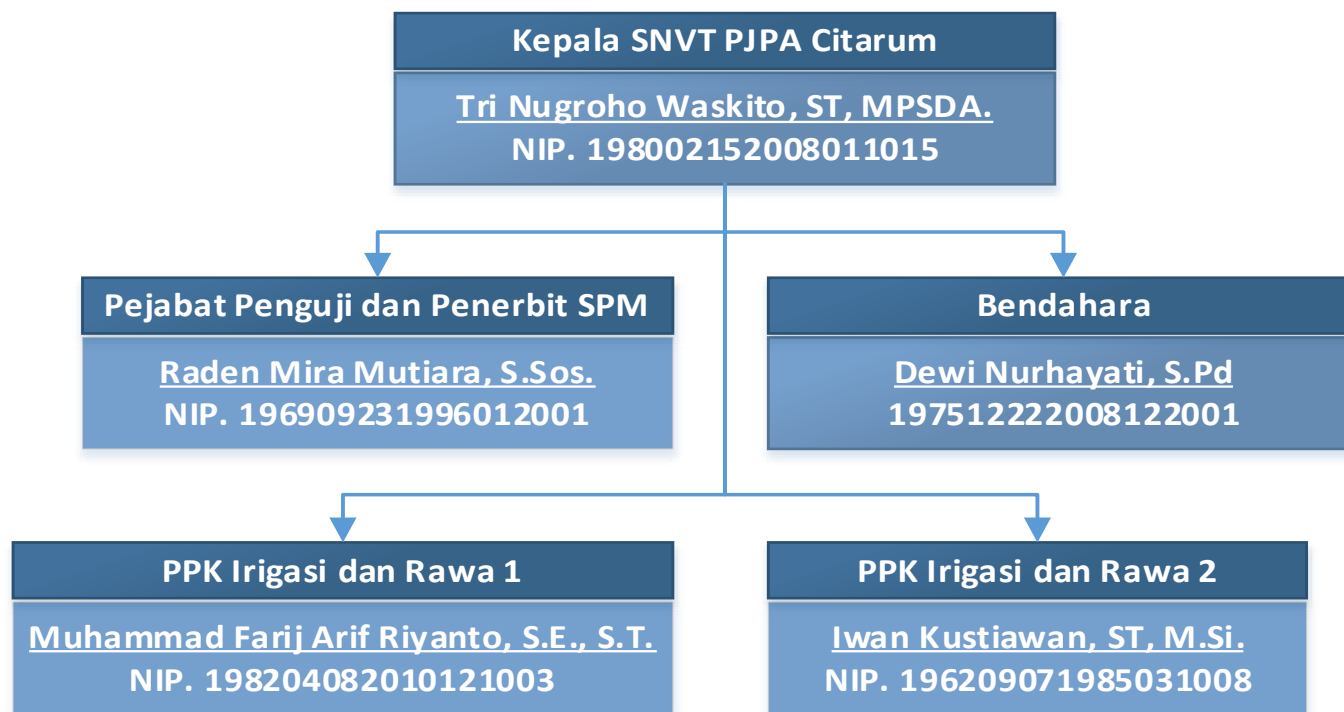 Kepala SNVT PJPA Citarum
Tri Nugroho Waskito, ST, MPSDA.
NIP. 198002152008011015
Pejabat Penguji dan Penerbit SPM
Raden Mira Mutiara, S.Sos.
NIP. 196909231996012001
Bendahara
Dewi Nurhayati, S.Pd
197512222008122001
PPK Irigasi dan Rawa 1
Muhammad Farij Arif Riyanto, S.E., S.T.
NIP. 198204082010121003
PPK Irigasi dan Rawa 2
Iwan Kustiawan, ST, M.Si.
NIP. 196209071985031008